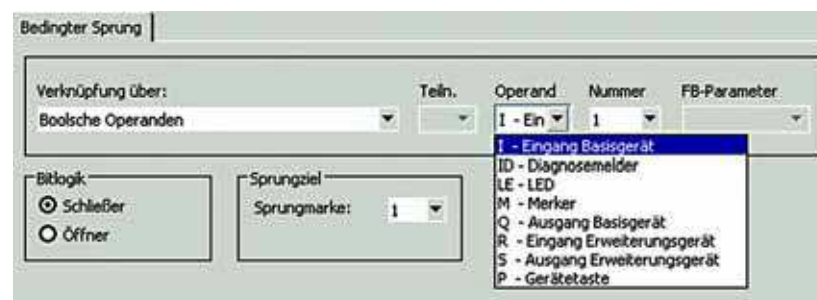 Bedingter Sprung
Verknüpfung über: Teiln. Operand Nummer FB-Parameter
Boolsche Operanden I - Ein 1
I - Eingang Basisgerät
ID - Diagnosemelder
LE - LED
M - Merker
Q - Ausgang Basisgerät
R - Eingang Erweiterungsgerät
S - Ausgang Erweiterungsgerät
P - Gerätetaste
Bitlogik
Schließer
Öffner
Sprungziel
Sprungmarke: 1